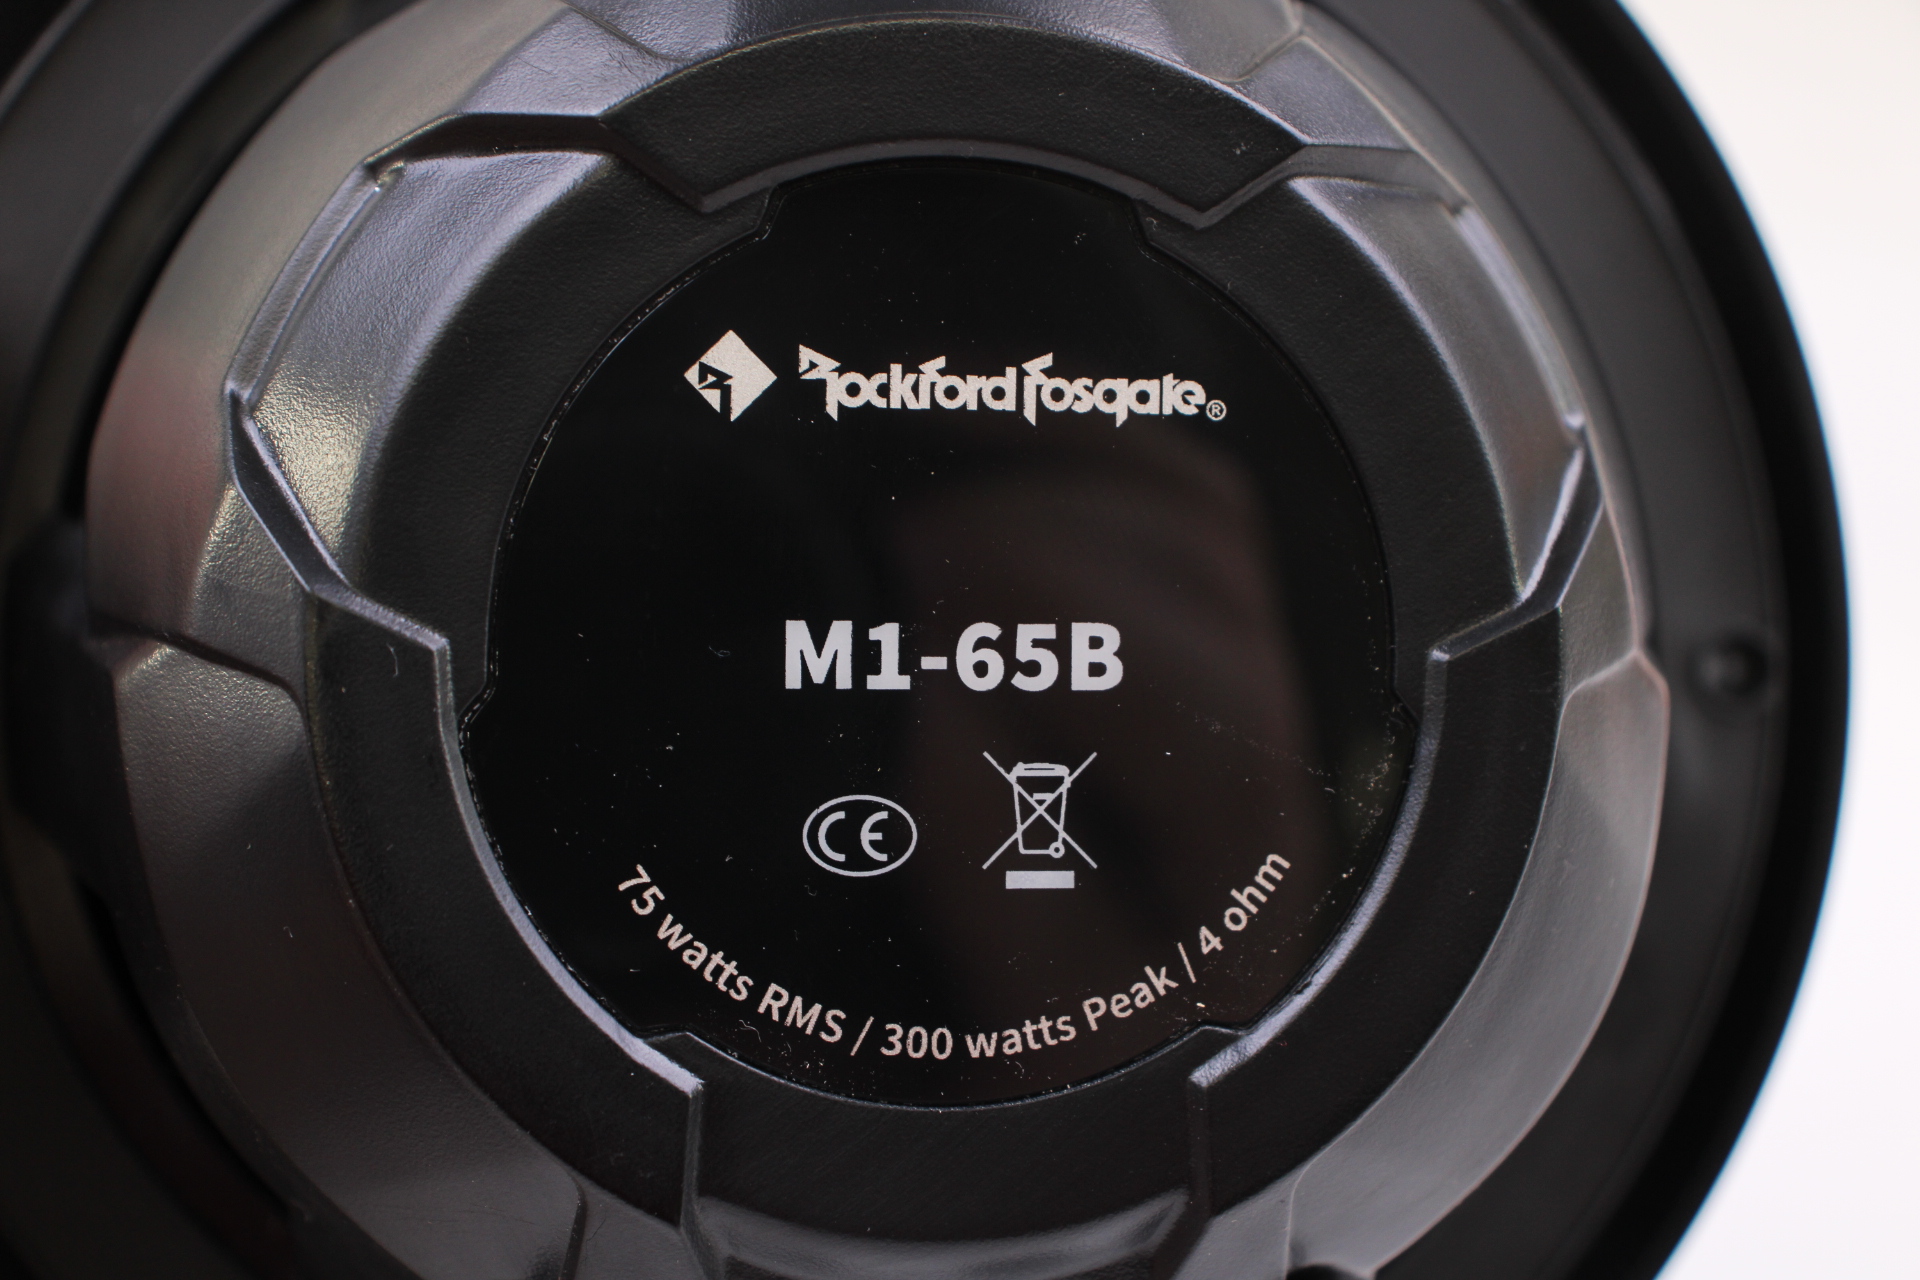 Rockford Fosgate®
M1-65B
CE
75 watts RMS / 300 watts Peak / 4 ohm